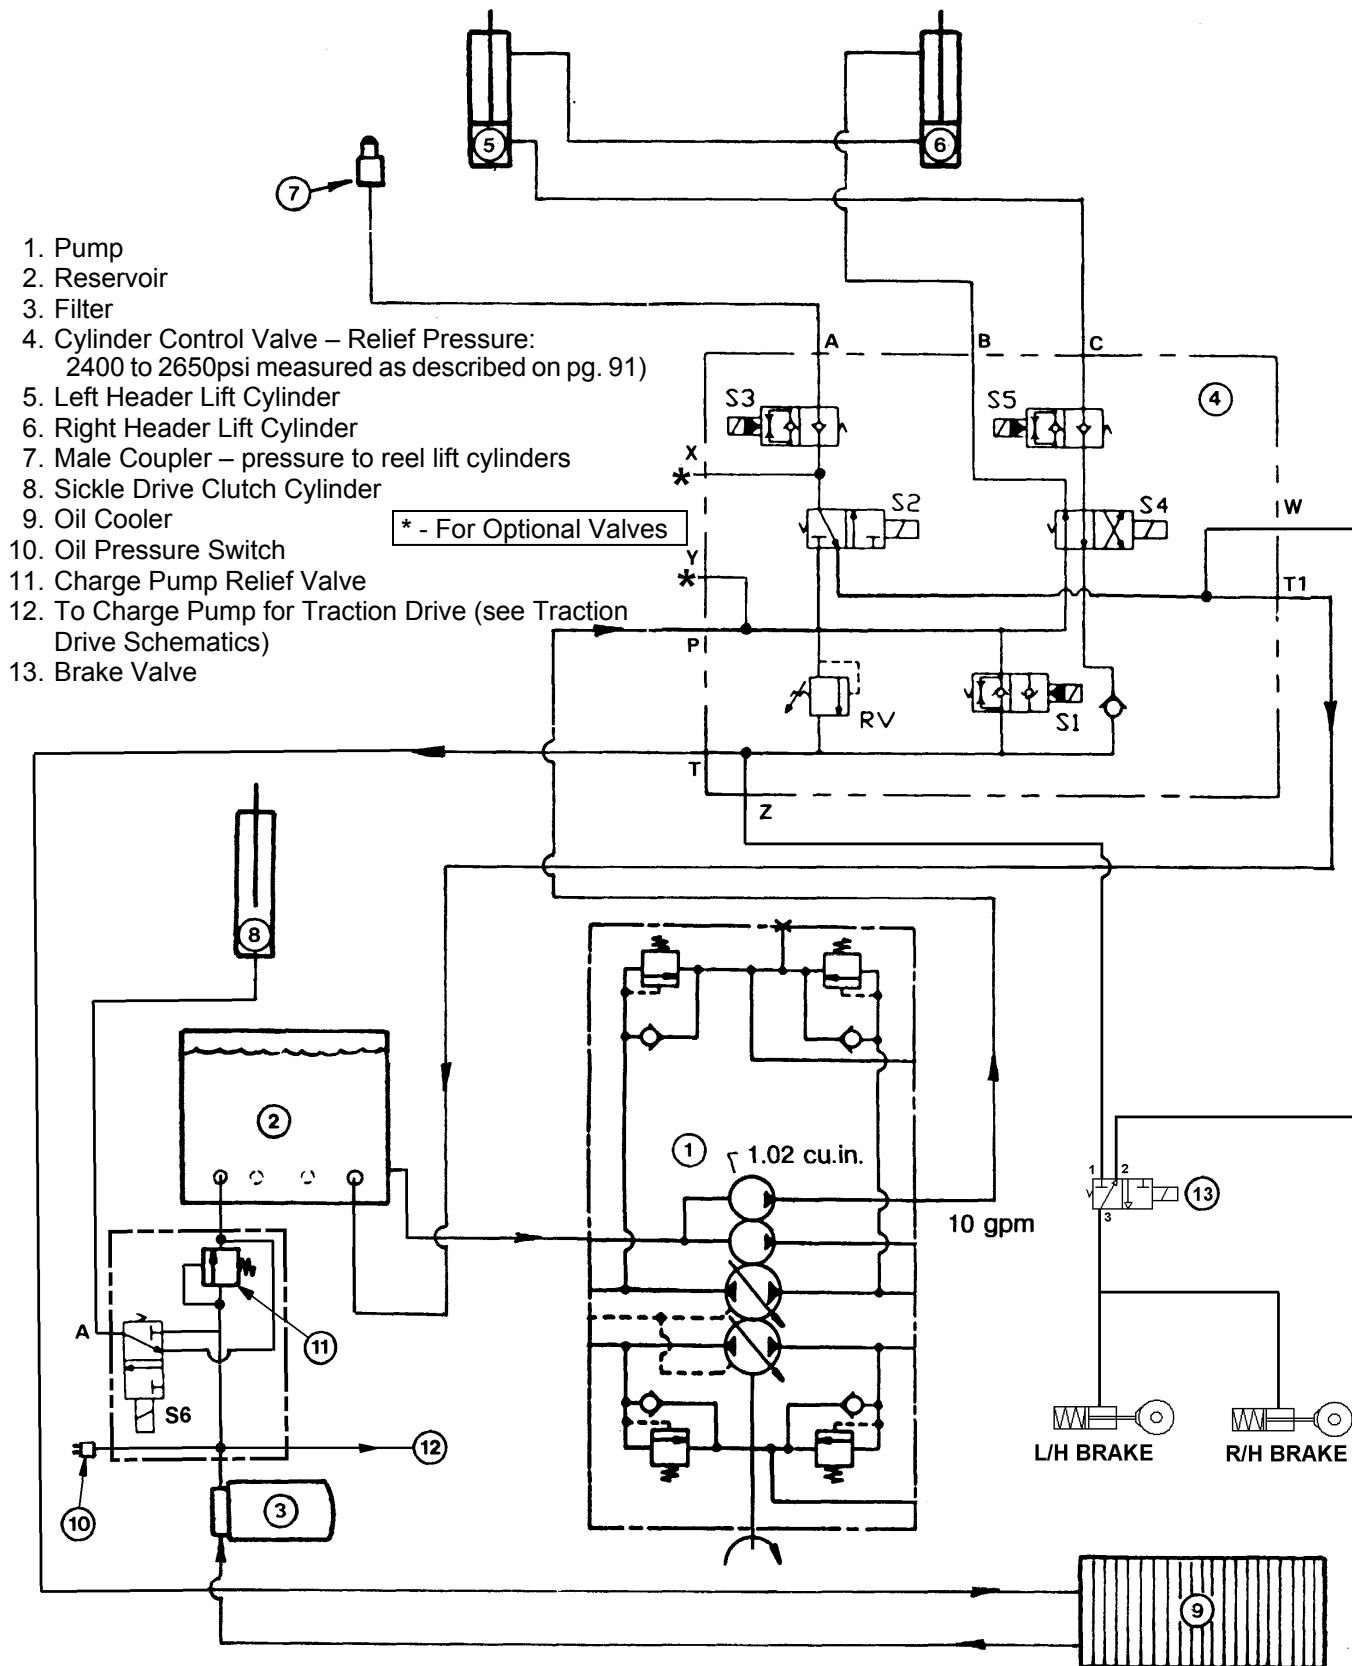 5
6
7
1. Pump
2. Reservoir
3. Filter
4. Cylinder Control Valve – Relief Pressure:
2400 to 2650psi measured as described on pg. 91)
5. Left Header Lift Cylinder
6. Right Header Lift Cylinder
7. Male Coupler – pressure to reel lift cylinders
8. Sickle Drive Clutch Cylinder
9. Oil Cooler
10. Oil Pressure Switch
11. Charge Pump Relief Valve
12. To Charge Pump for Traction Drive (see Traction
Drive Schematics)
13. Brake Valve
* - For Optional Valves
A
B
C
S3
S5
4
X
*
S2
S4
W
Y
*
T1
P
RV
S1
T
Z
8
2
1
1.02 cu.in.
10 gpm
1 2
13
3
A
11
S6
12
10
3
L/H BRAKE
R/H BRAKE
9